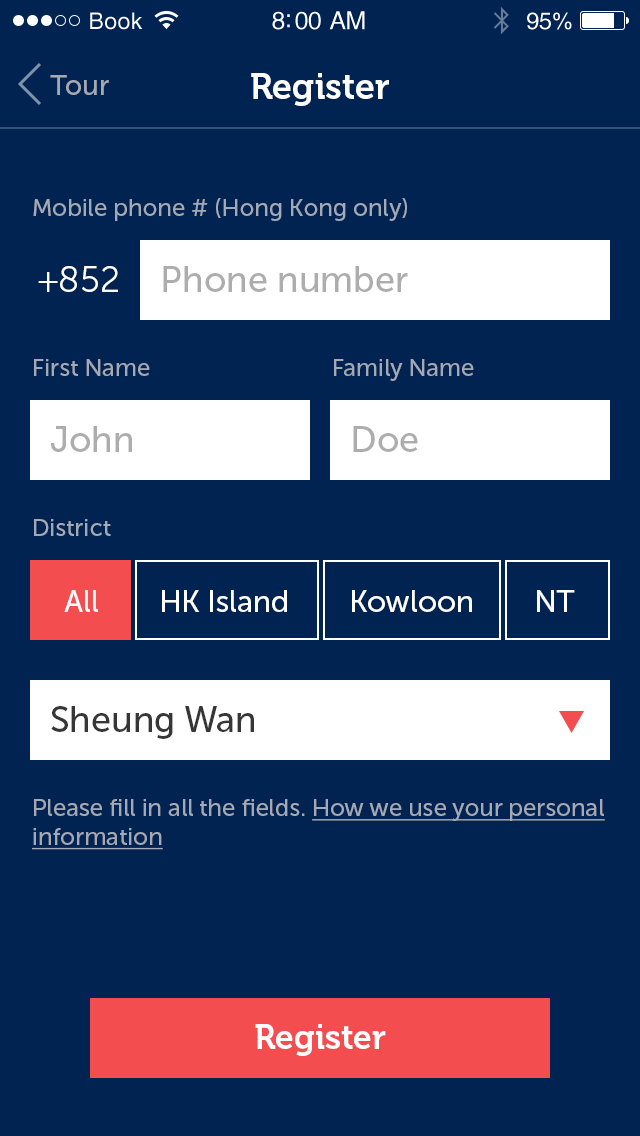 Book 8:00 AM 95%
Tour Register
Mobile phone # (Hong Kong only)
+852 Phone number
First Name Family Name
John Doe
District
All HK Island Kowloon NT
Sheung Wan
Please fill in all the fields. How we use your personal
information
Register